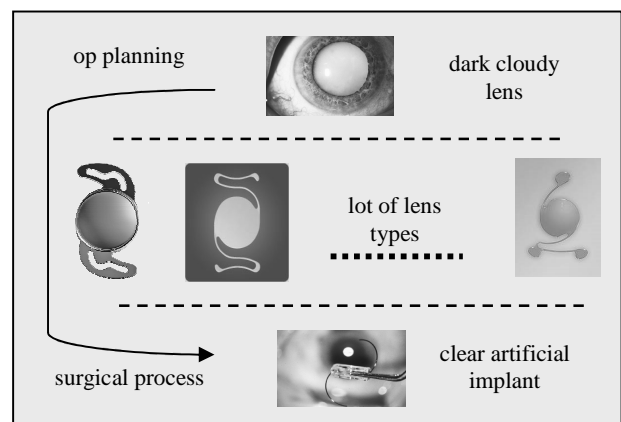 op planning
dark cloudy
lens
lot of lens
types
surgical process
clear artificial
implant